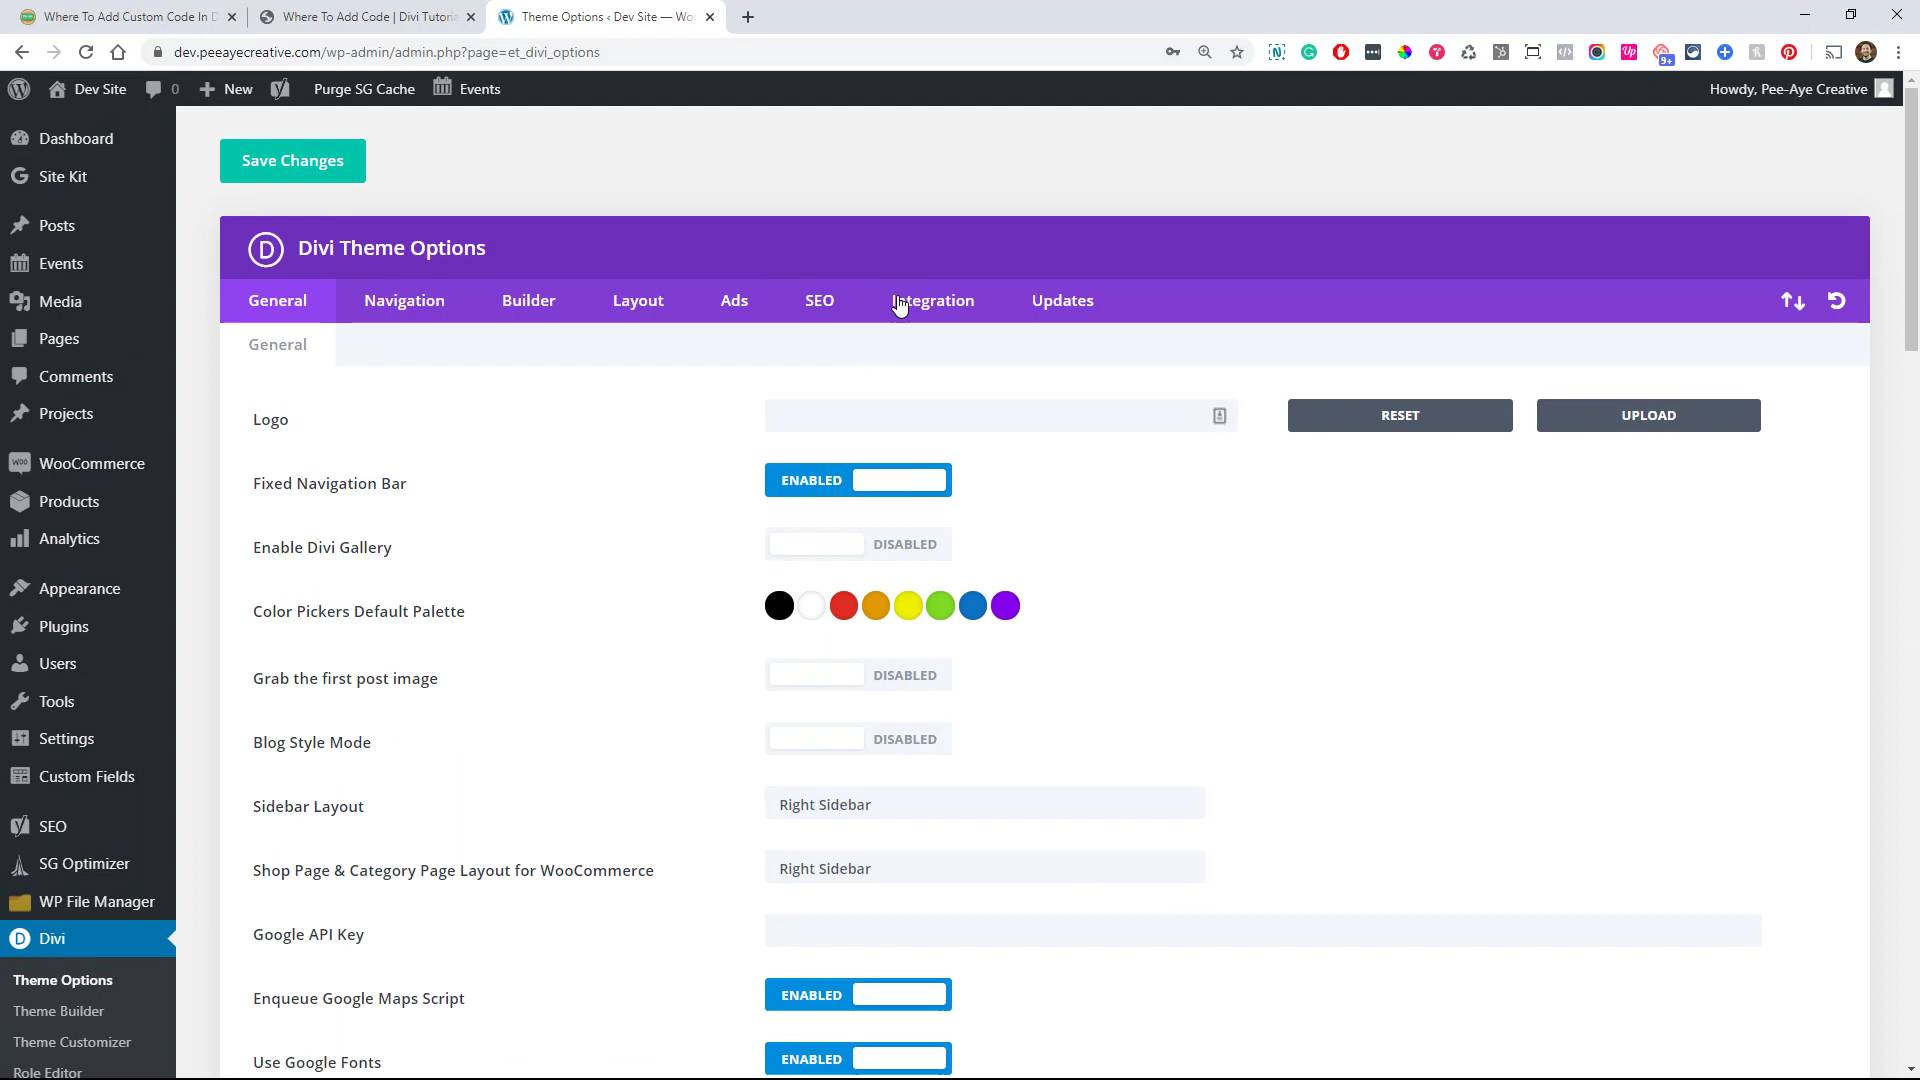 Where To Add Custom Code In D
Where To Add Code | Divi Tutoria
Theme Options ‹ Dev Site — Wo
dev.peeayecreative.com/wp-admin/admin.php?page=et_divi_options
9+
Dev Site
0
New
Purge SG Cache
Events
Howdy, Pee-Aye Creative
Dashboard
Site Kit
Posts
Events
Media
Pages
Comments
Projects
WooCommerce
Products
Analytics
Appearance
Plugins
Users
Tools
Settings
Custom Fields
SEO
SG Optimizer
WP File Manager
Divi
Theme Options
Theme Builder
Theme Customizer
Role Editor
Save Changes
D Divi Theme Options
General Navigation Builder Layout Ads SEO Integration Updates
General
Logo RESET UPLOAD
Fixed Navigation Bar ENABLED
Enable Divi Gallery DISABLED
Color Pickers Default Palette
Grab the first post image DISABLED
Blog Style Mode DISABLED
Sidebar Layout Right Sidebar
Shop Page & Category Page Layout for WooCommerce Right Sidebar
Google API Key
Enqueue Google Maps Script ENABLED
Use Google Fonts ENABLED